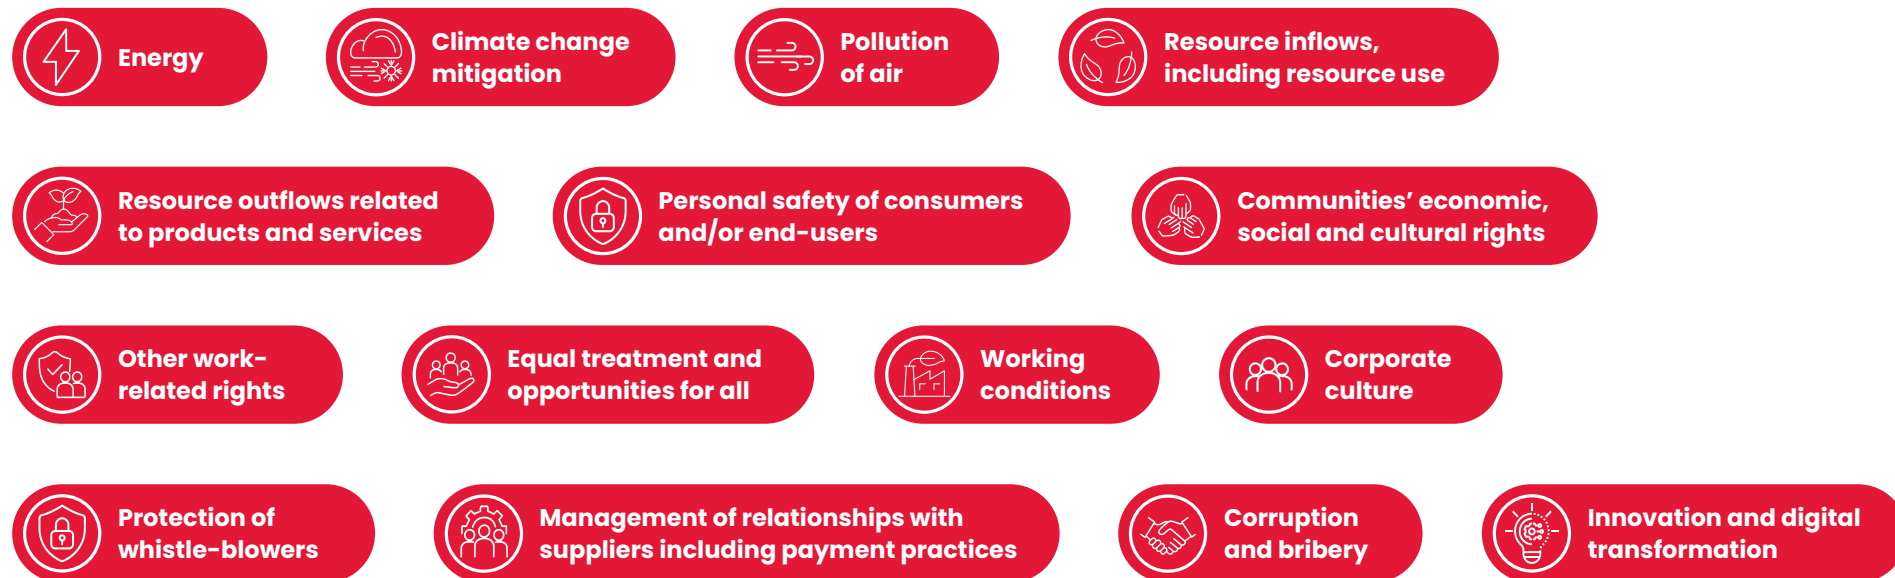 Energy
Climate change
mitigation
Pollution
of air
Resource inflows,
including resource use
Resource outflows related
to products and services
Personal safety of consumers
and/or end-users
Communities’ economic,
social and cultural rights
Other work-
related rights
Equal treatment and
opportunities for all
Working
conditions
Corporate
culture
Protection of
whistle-blowers
Management of relationships with
suppliers including payment practices
Corruption
and bribery
Innovation and digital
transformation